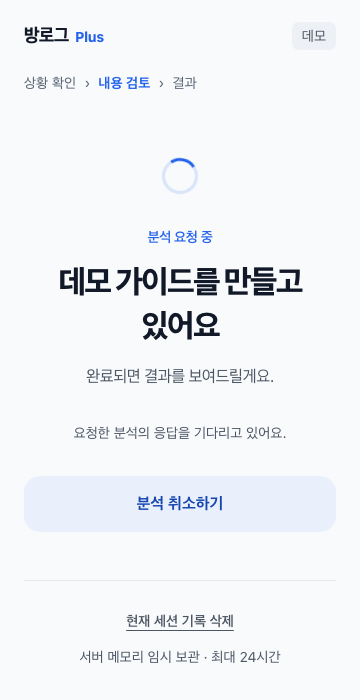 방로그 Plus 데모
상황 확인 › 내용 검토 › 결과
분석 요청 중
데모 가이드를 만들고
있어요
완료되면 결과를 보여드릴게요.
요청한 분석의 응답을 기다리고 있어요.
분석 취소하기
현재 세션 기록 삭제
서버 메모리 임시 보관 · 최대 24시간